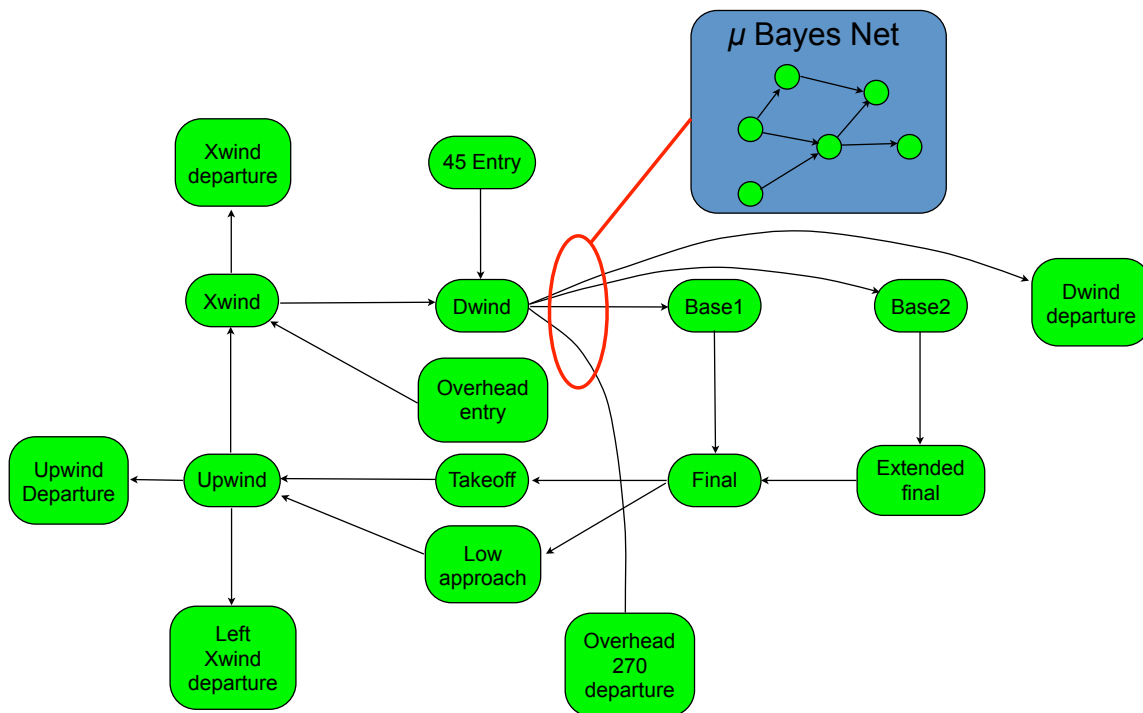 μ Bayes Net
Xwind
departure
45 Entry
Xwind
Dwind
Base1
Base2
Dwind
departure
Overhead
entry
Upwind
Departure
Upwind
Takeoff
Final
Extended
final
Low
approach
Left
Xwind
departure
Overhead
270
departure